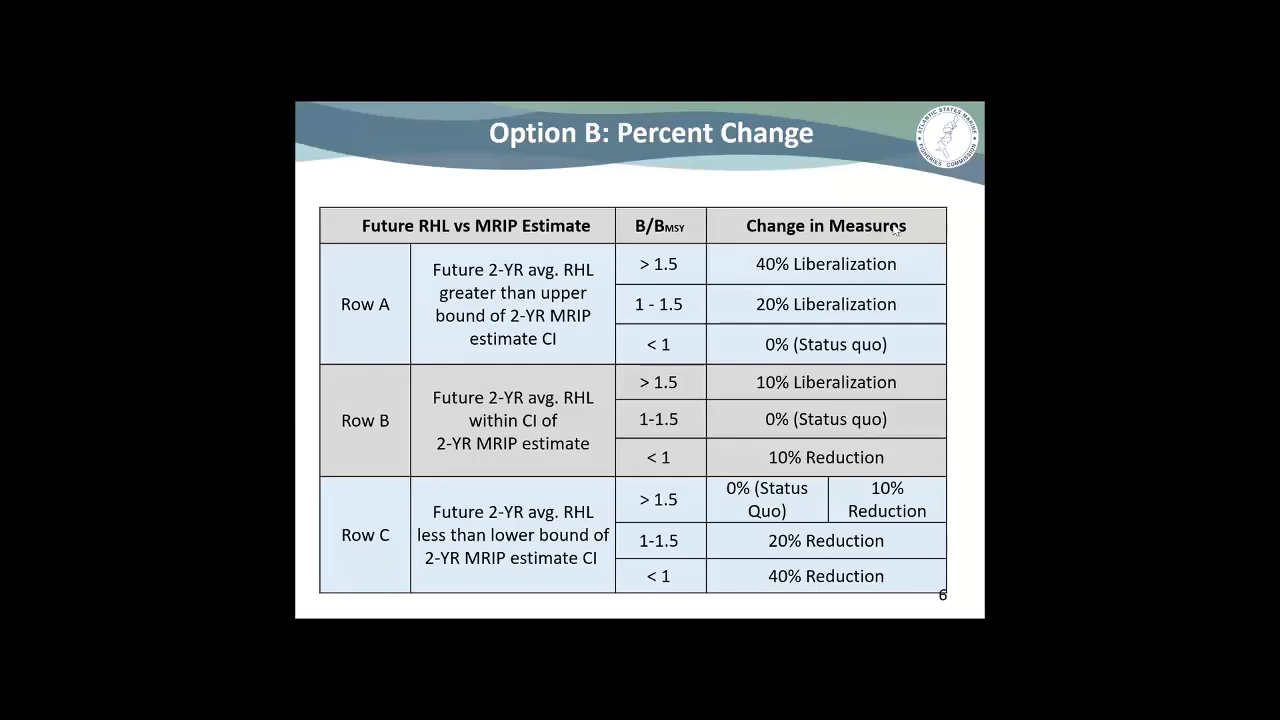 Option B: Percent Change
ATLANTIC STATES MARINE
FISHERIES COMMISSION
Future RHL vs MRIP Estimate
B/BMSY
Change in Measures
Row A
Future 2-YR avg. RHL
greater than upper
bound of 2-YR MRIP
estimate CI
> 1.5
40% Liberalization
1 - 1.5
20% Liberalization
< 1
0% (Status quo)
Row B
Future 2-YR avg. RHL
within CI of
2-YR MRIP estimate
> 1.5
10% Liberalization
1-1.5
0% (Status quo)
< 1
10% Reduction
Row C
Future 2-YR avg. RHL
less than lower bound of
2-YR MRIP estimate CI
> 1.5
0% (Status
Quo)
10%
Reduction
1-1.5
20% Reduction
< 1
40% Reduction
6